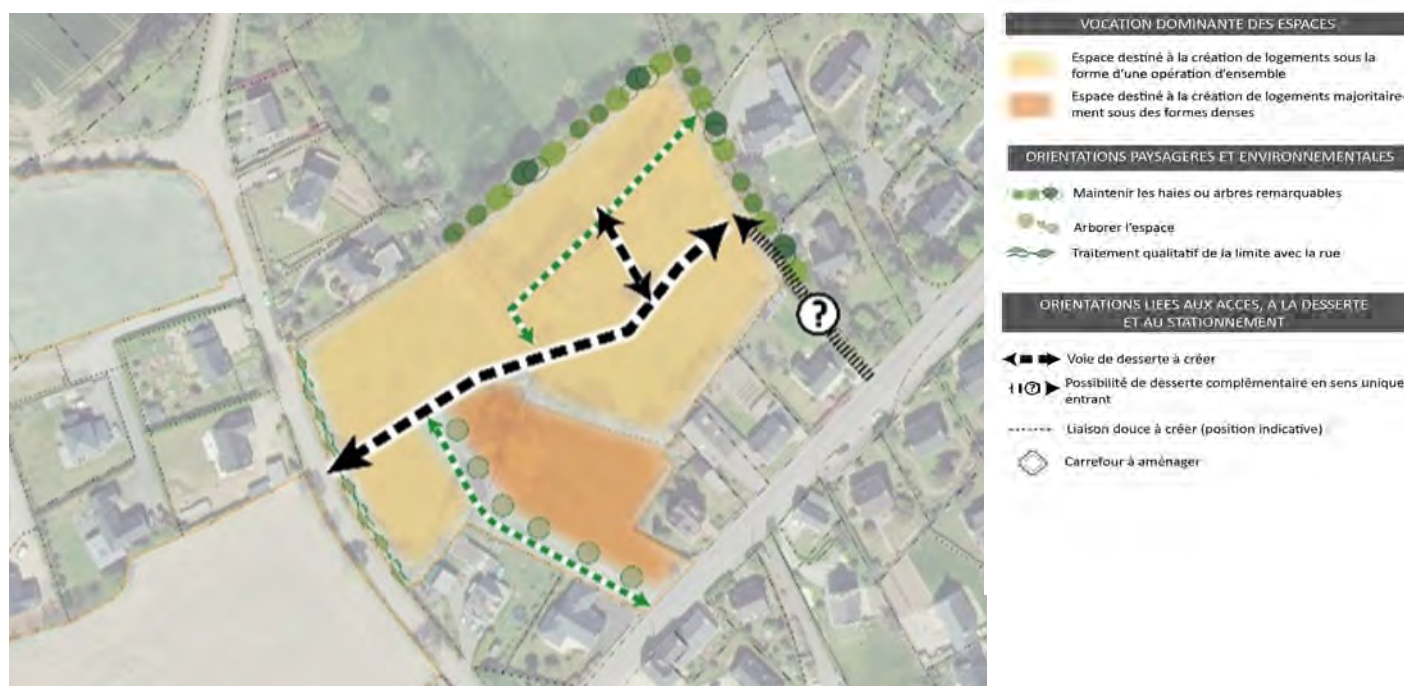 ?
VOCATION DOMINANTE DES ESPACES
Espace destiné à la création de logements sous la
forme d'une opération d'ensemble
Espace destiné à la création de logements majoritaire-
ment sous des formes denses
ORIENTATIONS PAYSAGERES ET ENVIRONNEMENTALES
Maintenir les haies ou arbres remarquables
Arborer l'espace
Traitement qualitatif de la limite avec la rue
ORIENTATIONS LIEES AUX ACCES, A LA DESSERTE
ET AU STATIONNEMENT
Voie de desserte à créer
?
Possibilité de desserte complémentaire en sens unique
entrant
Liaison douce à créer (position indicative)
Carrefour à aménager